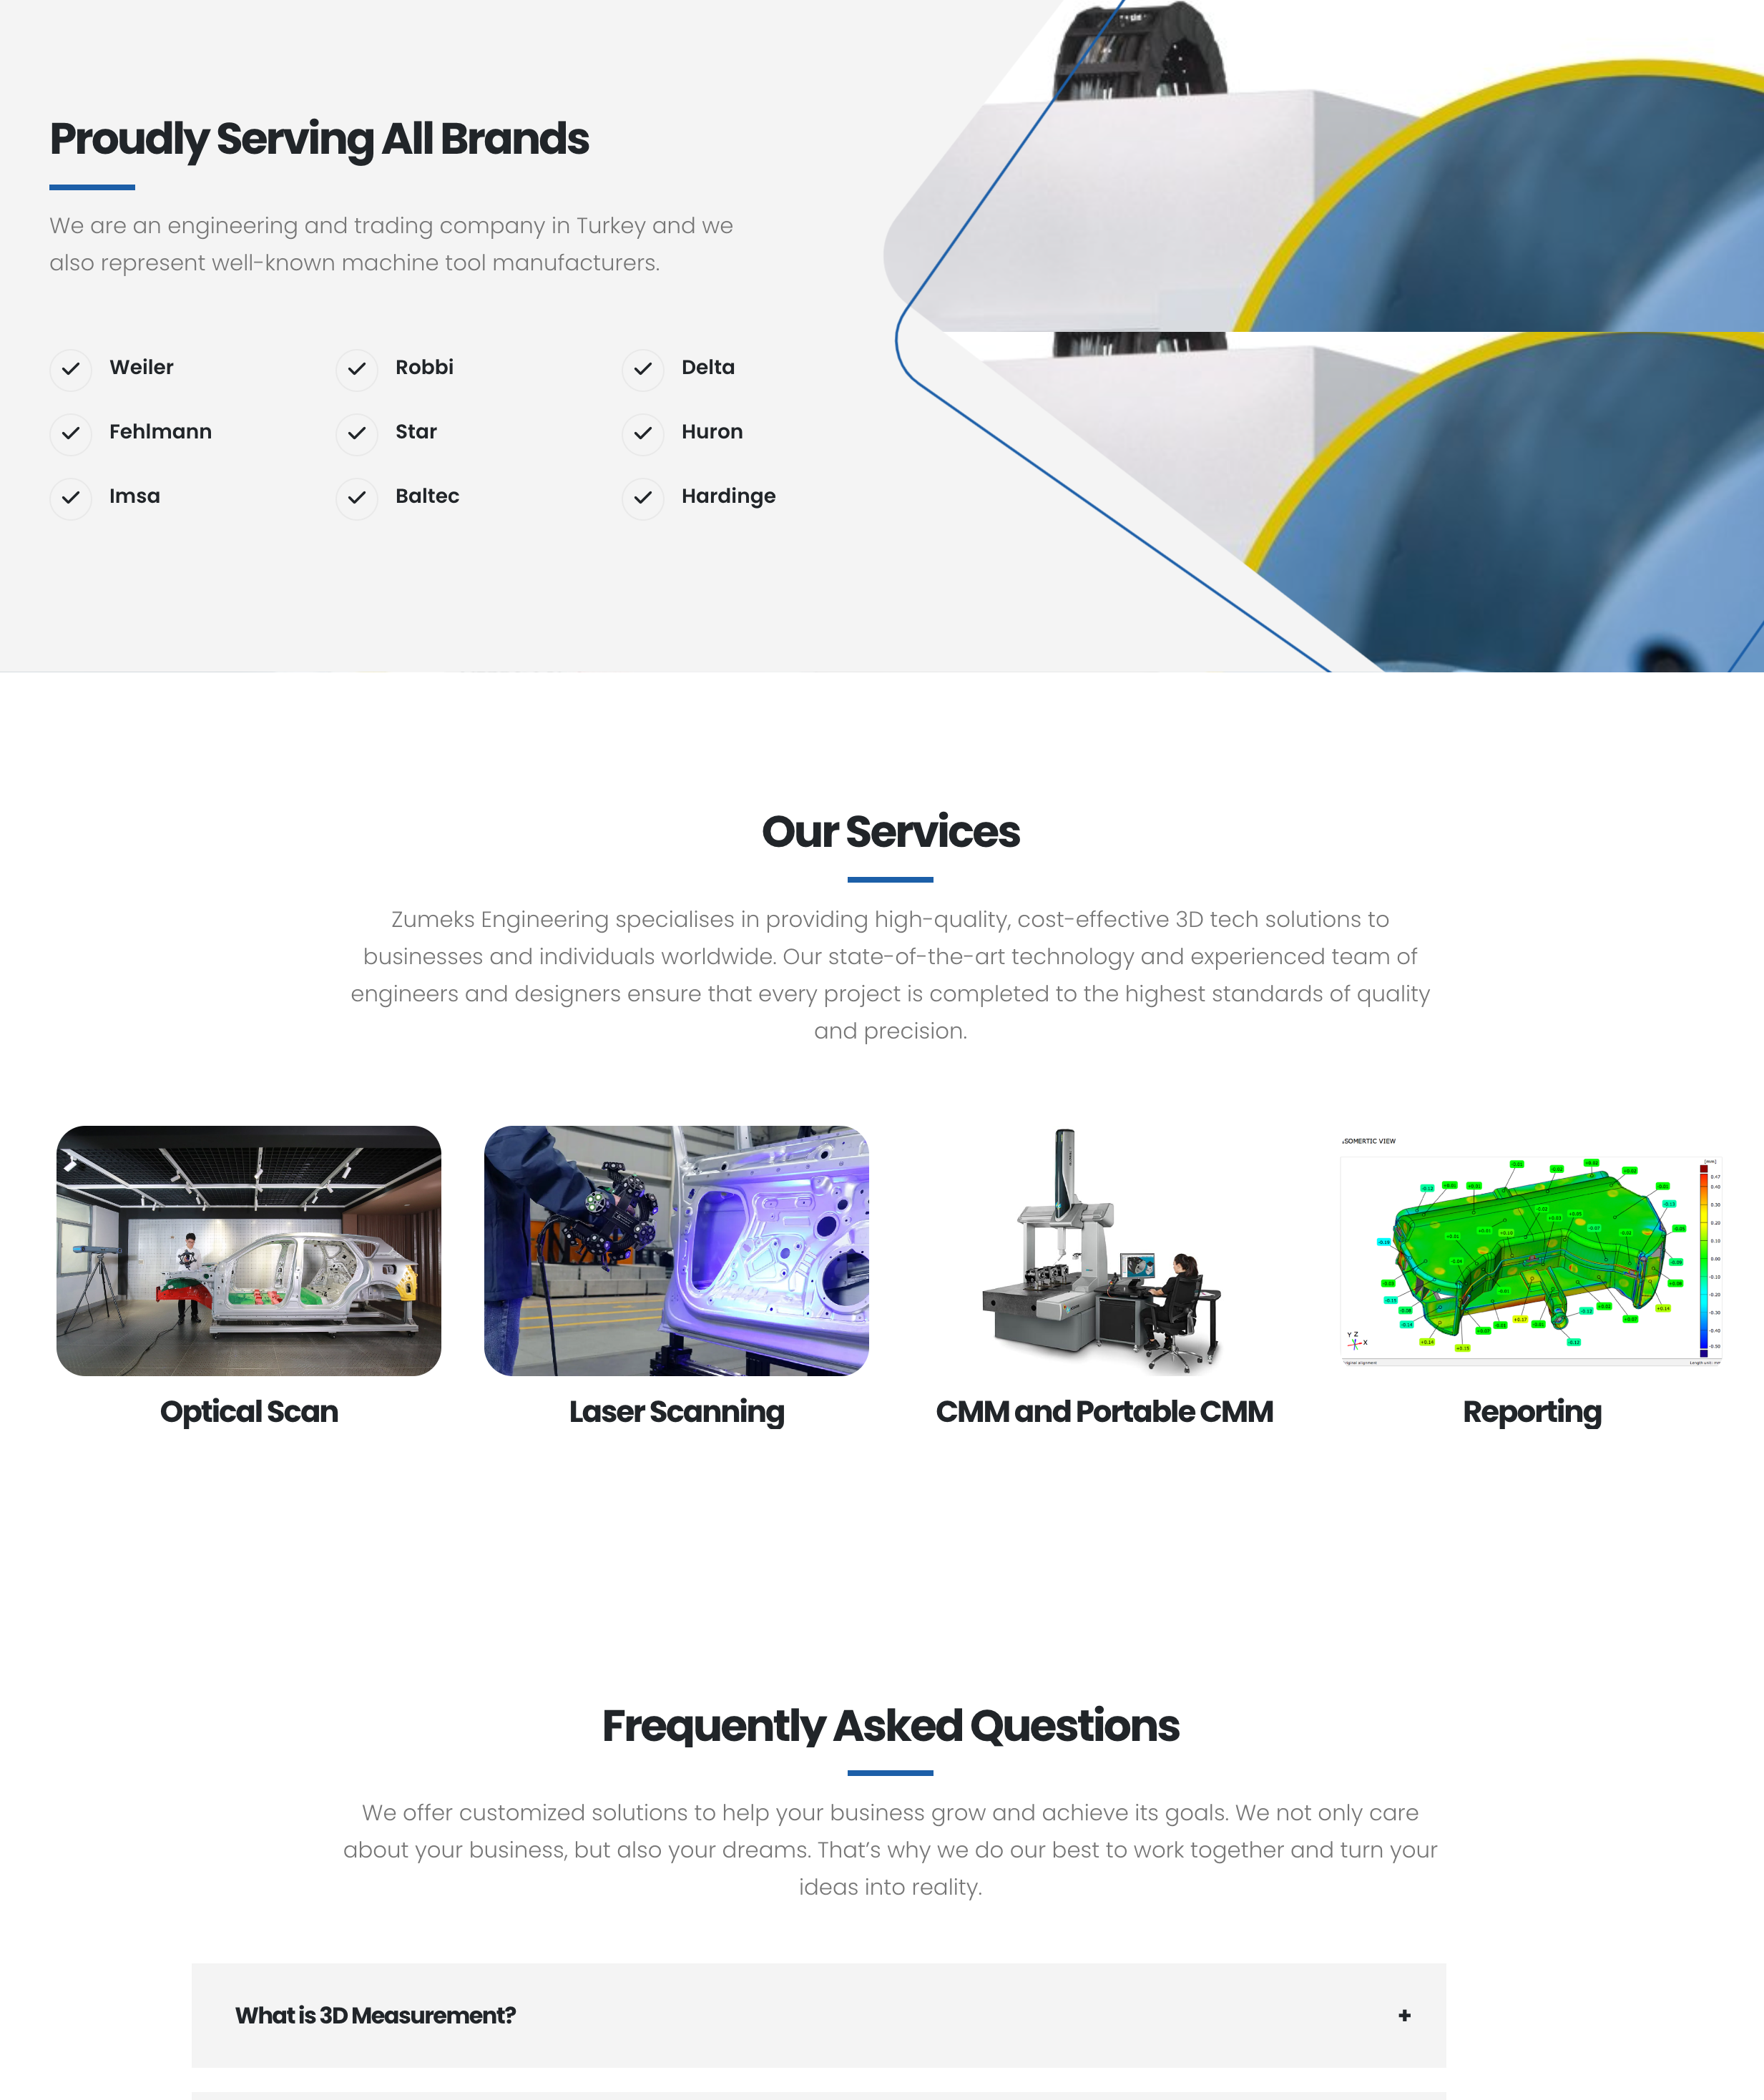 Proudly Serving All Brands
We are an engineering and trading company in Turkey and we
also represent well-known machine tool manufacturers.
Weiler
Robbi
Delta
Fehlmann
Star
Huron
Imsa
Baltec
Hardinge
Our Services
Zumeks Engineering specialises in providing high-quality, cost-effective 3D tech solutions to
businesses and individuals worldwide. Our state-of-the-art technology and experienced team of
engineers and designers ensure that every project is completed to the highest standards of quality
and precision.
SOMERTIC VIEW
Optical Scan
Laser Scanning
CMM and Portable CMM
Reporting
Frequently Asked Questions
We offer customized solutions to help your business grow and achieve its goals. We not only care
about your business, but also your dreams. That’s why we do our best to work together and turn your
ideas into reality.
What is 3D Measurement?
+